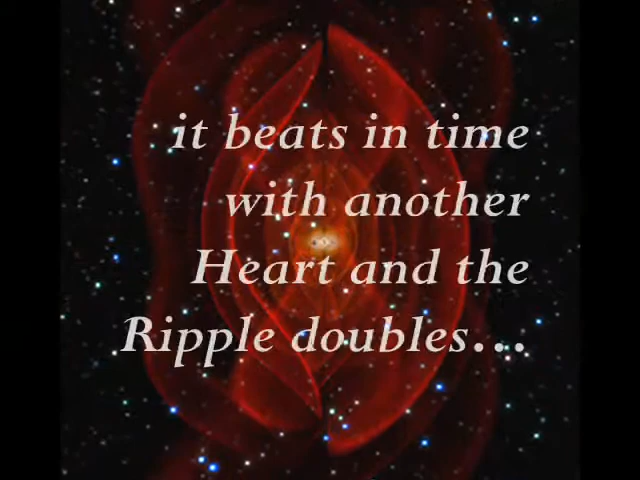 it beats in time
with another
Heart and the
Ripple doubles...